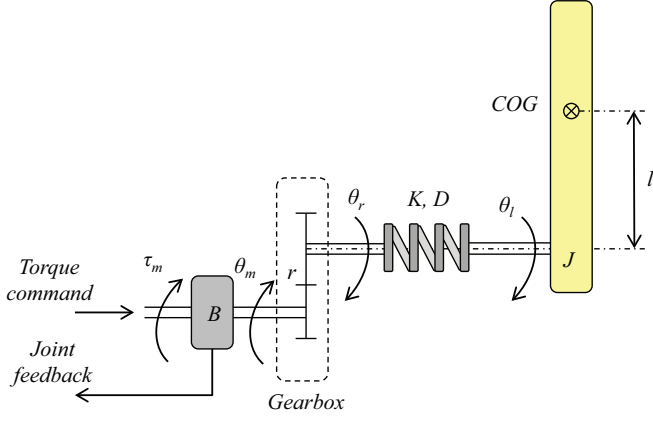 COG
l
θr
K, D
θl
J
τm
θm
r
Torque
command
B
Joint
feedback
Gearbox